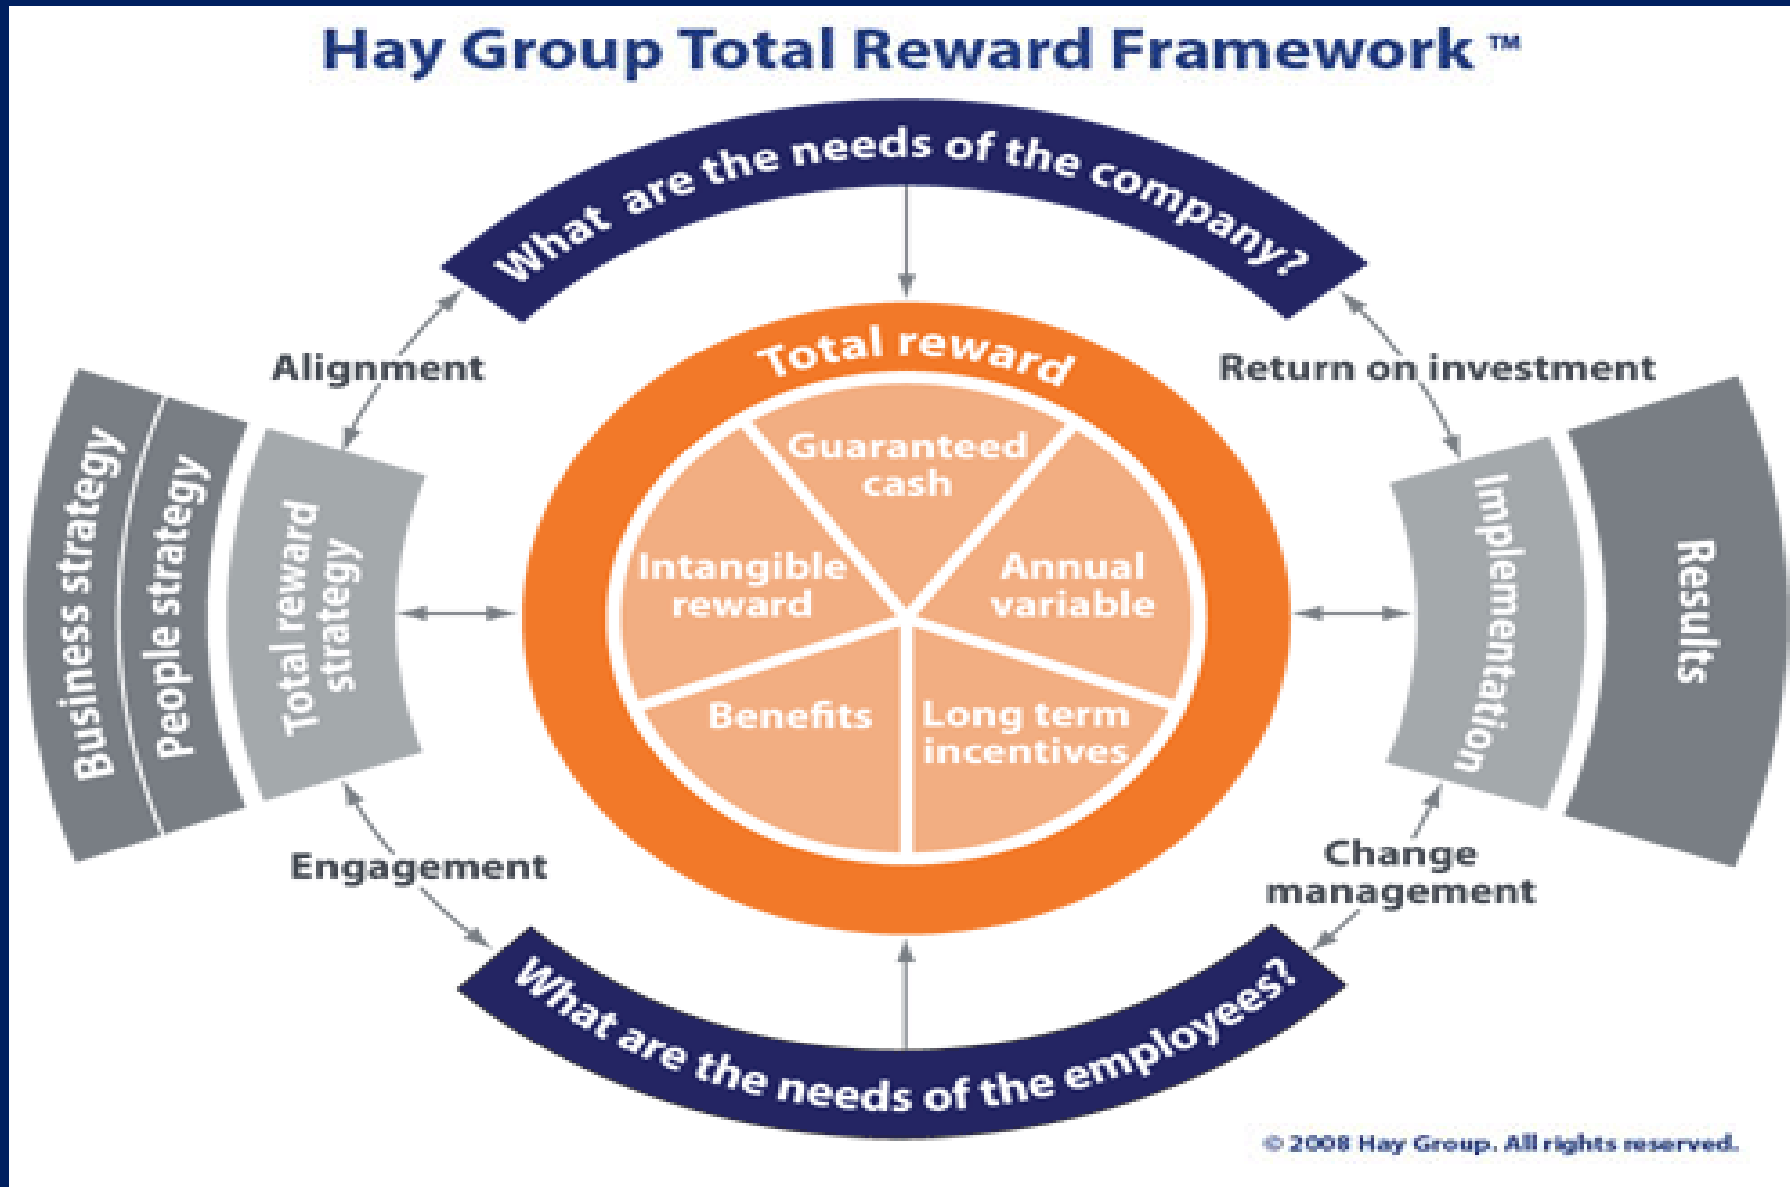 Hay Group Total Reward Framework ™
What are the needs of the company?
Alignment
Return on investment
Total reward
Guaranteed
cash
Intangible
reward
Annual
variable
Benefits
Long term
incentives
Business strategy
People strategy
Total reward
strategy
Implementation
Results
Engagement
Change
management
What are the needs of the employees?
© 2008 Hay Group. All rights reserved.